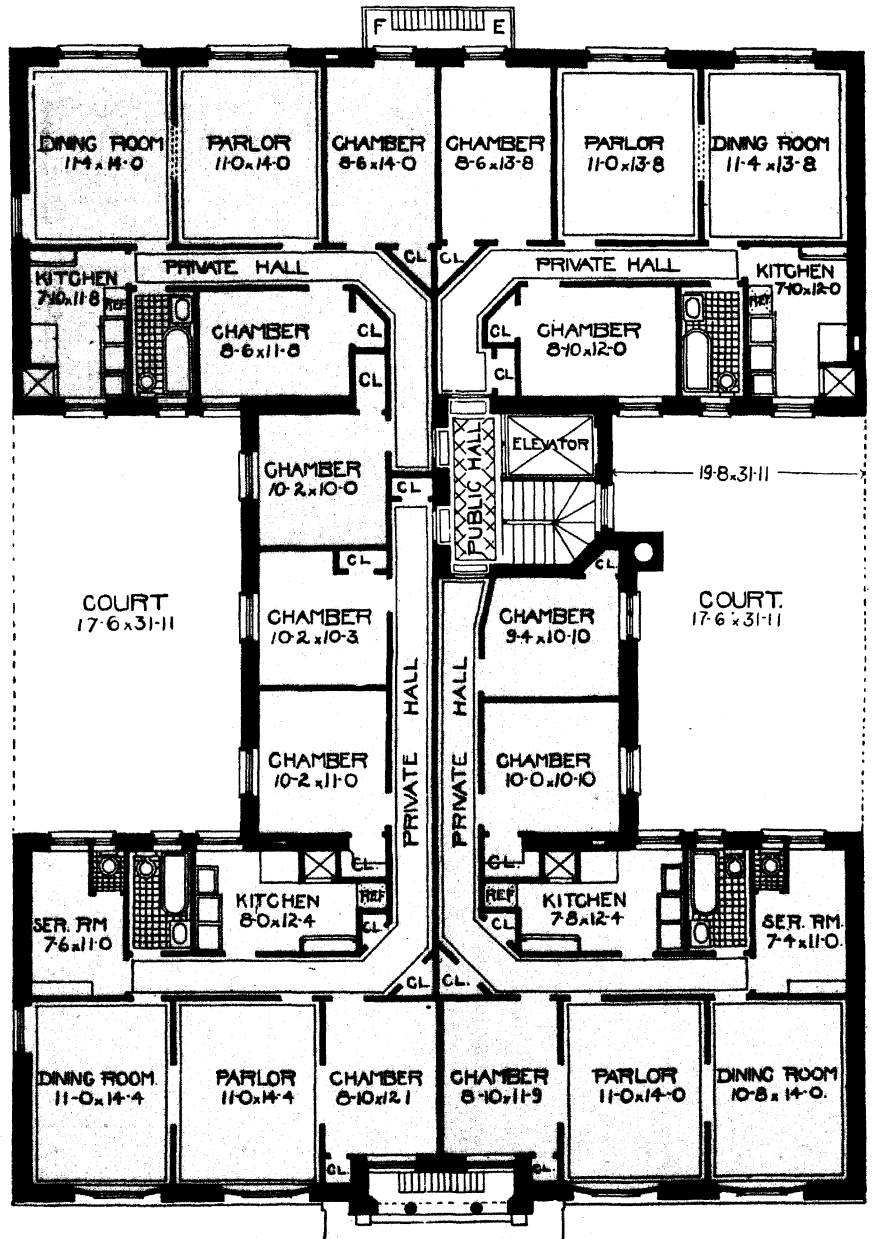 F E
DINING ROOM
11-4 x 14-0
PARLOR
11-0 x 14-0
CHAMBER
8-6 x 14-0
CHAMBER
8-6 x 13-8
PARLOR
11-0 x 13-8
DINING ROOM
11-4 x 13-8
CL.
CL.
PRIVATE HALL
PRIVATE HALL
KITCHEN
7-10 x 11-8
REF
CHAMBER
8-6 x 11-8
CL.
CL.
CL.
CL.
CHAMBER
8-10 x 12-0
KITCHEN
7-10 x 12-0
REF
CHAMBER
10-2 x 10-0
CL.
PUBLIC HALL
ELEVATOR
19-8 x 31-11
COURT
17-6 x 31-11
CL.
CHAMBER
10-2 x 10-3
CL.
CHAMBER
9-4 x 10-10
COURT.
17-6 x 31-11
PRIVATE HALL
PRIVATE HALL
CHAMBER
10-2 x 11-0
CHAMBER
10-0 x 10-10
CL.
CL.
SER. RM
7-6 x 11-0
KITCHEN
8-0 x 12-4
REF
CL.
REF
CL.
KITCHEN
7-8 x 12-4
SER. RM.
7-4 x 11-0.
CL.
CL.
DINING ROOM.
11-0 x 14-4
PARLOR
11-0 x 14-4
CHAMBER
8-10 x 12 1
CHAMBER
8-10 x 11-9
PARLOR
11-0 x 14-0
DINING ROOM
10-8 x 14-0.
CL.
CL.